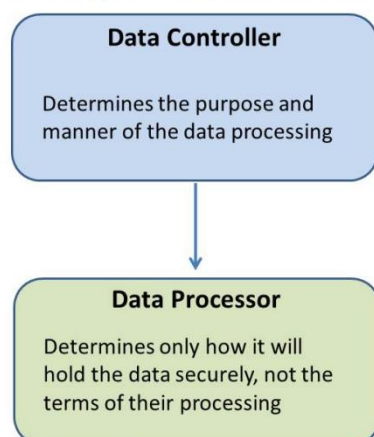 Data Controller
Determines the purpose and
manner of the data processing
Data Processor
Determines only how it will
hold the data securely, not the
terms of their processing